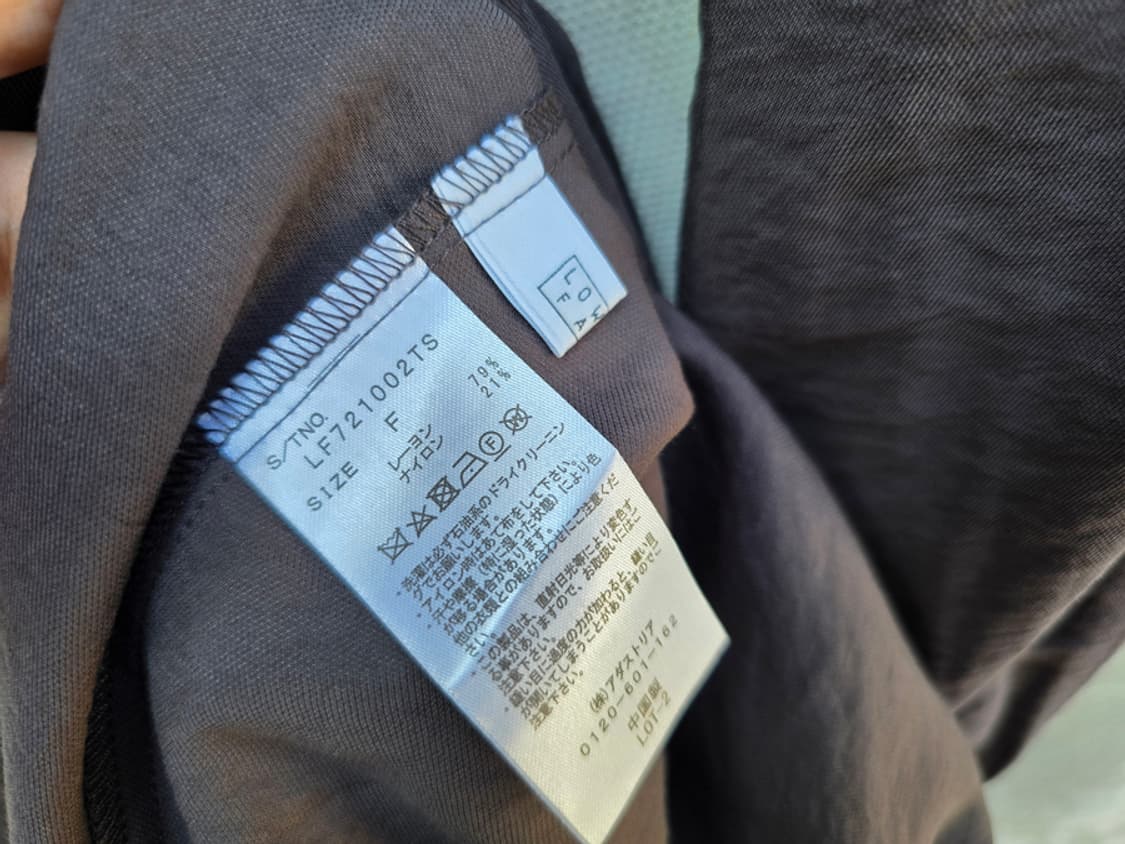 S/TNO.
LF721002TS
SIZE F
レーヨン 79%
ナイロン 21%
F W
・洗濯は必ず石油系のドライクリーニン
グでお願いします。
・アイロン時はあて布をして下さい。
・汗や摩擦(特に湿った状態)により色
が移る場合があります。
他の衣類との組み合わせにご注意くだ
さい。
・この製品は、直射日光等により変色す
る事がありますので、お取扱いにはご
注意下さい。
・縫い目に過度の力が加わると、縫い目
が開いてしまうことがありますのでご
注意下さい。
(株)アダストリア
0120-601-162
中国製
LOT-2
LOW
FA